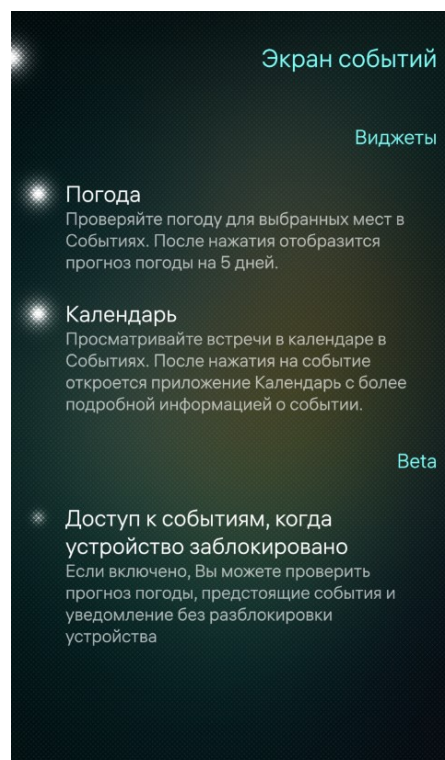 Экран событий
Виджеты
Погода
Проверяйте погоду для выбранных мест в
Событиях. После нажатия отобразится
прогноз погоды на 5 дней.
Календарь
Просматривайте встречи в календаре в
Событиях. После нажатия на событие
откроется приложение Календарь с более
подробной информацией о событии.
Beta
Доступ к событиям, когда
устройство заблокировано
Если включено, Вы можете проверить
прогноз погоды, предстоящие события и
уведомление без разблокировки
устройства